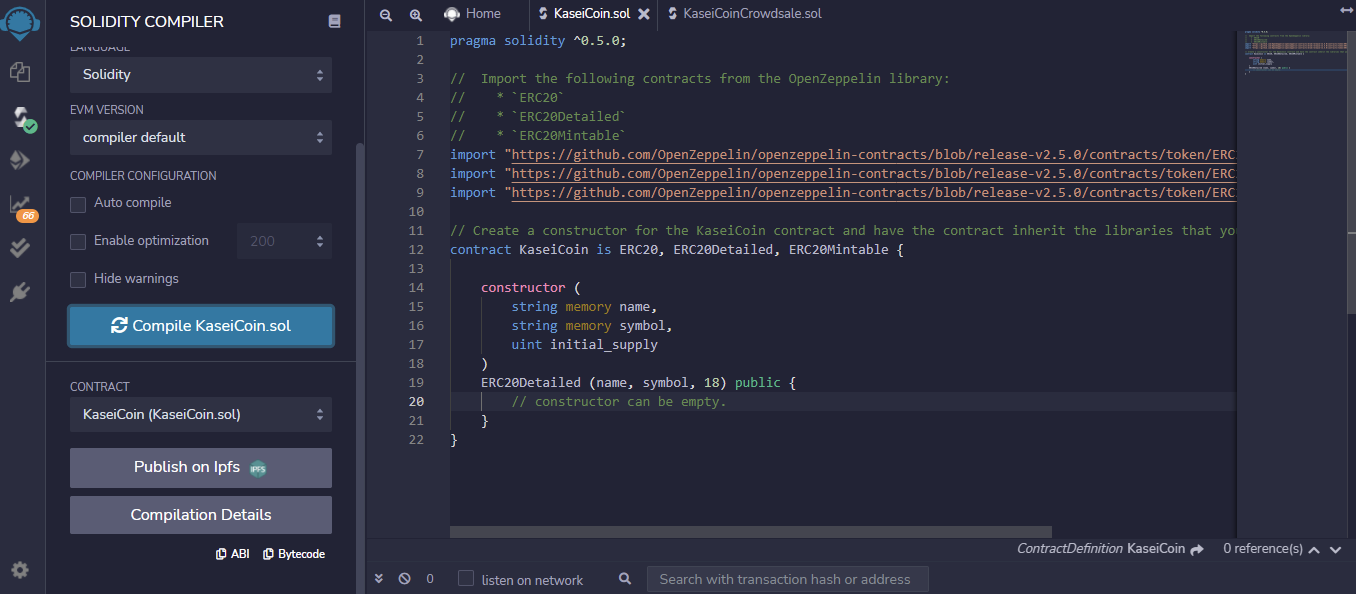 SOLIDITY COMPILER
LANGUAGE
Solidity
EVM VERSION
compiler default
COMPILER CONFIGURATION
Auto compile
Enable optimization
200
Hide warnings
Compile KaseiCoin.sol
CONTRACT
KaseiCoin (KaseiCoin.sol)
Publish on Ipfs IPFS
Compilation Details
ABI Bytecode
66
Home KaseiCoin.sol KaseiCoinCrowdsale.sol
1 pragma solidity ^0.5.0;
2
3 //  Import the following contracts from the OpenZeppelin library:
4 //    * `ERC20`
5 //    * `ERC20Detailed`
6 //    * `ERC20Mintable`
7 import "https://github.com/OpenZeppelin/openzeppelin-contracts/blob/release-v2.5.0/contracts/token/ERC
8 import "https://github.com/OpenZeppelin/openzeppelin-contracts/blob/release-v2.5.0/contracts/token/ERC
9 import "https://github.com/OpenZeppelin/openzeppelin-contracts/blob/release-v2.5.0/contracts/token/ERC
10
11 // Create a constructor for the KaseiCoin contract and have the contract inherit the libraries that yo
12 contract KaseiCoin is ERC20, ERC20Detailed, ERC20Mintable {
13
14     constructor (
15         string memory name,
16         string memory symbol,
17         uint initial_supply
18     )
19     ERC20Detailed (name, symbol, 18) public {
20         // constructor can be empty.
21     }
22 }
ContractDefinition KaseiCoin 0 reference(s)
0 listen on network Search with transaction hash or address